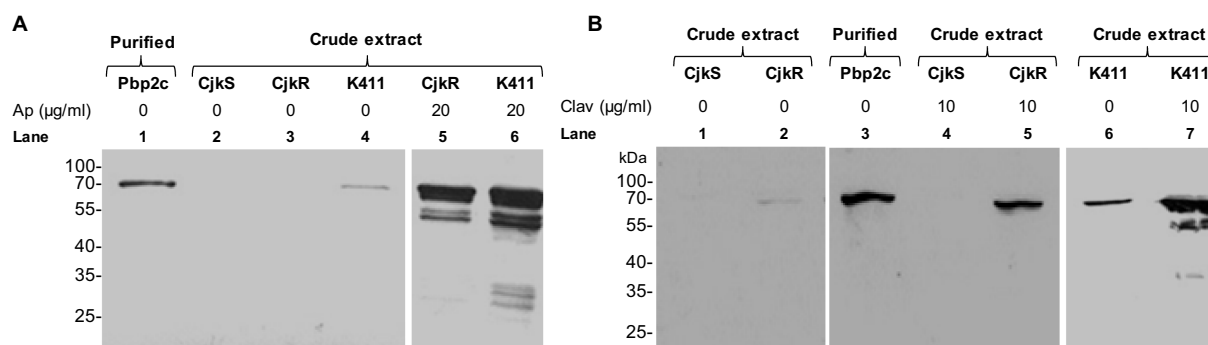 A
Purified Crude extract
Pbp2c CjkS CjkR K411 CjkR K411
Ap (µg/ml) 0 0 0 0 20 20
Lane 1 2 3 4 5 6
100-
70-
55-
40-
35-
25-
B
Crude extract Purified Crude extract Crude extract
CjkS CjkR Pbp2c CjkS CjkR K411 K411
Clav (µg/ml) 0 0 0 10 10 0 10
Lane 1 2 3 4 5 6 7
kDa
100-
70-
55-
40-
35-
25-